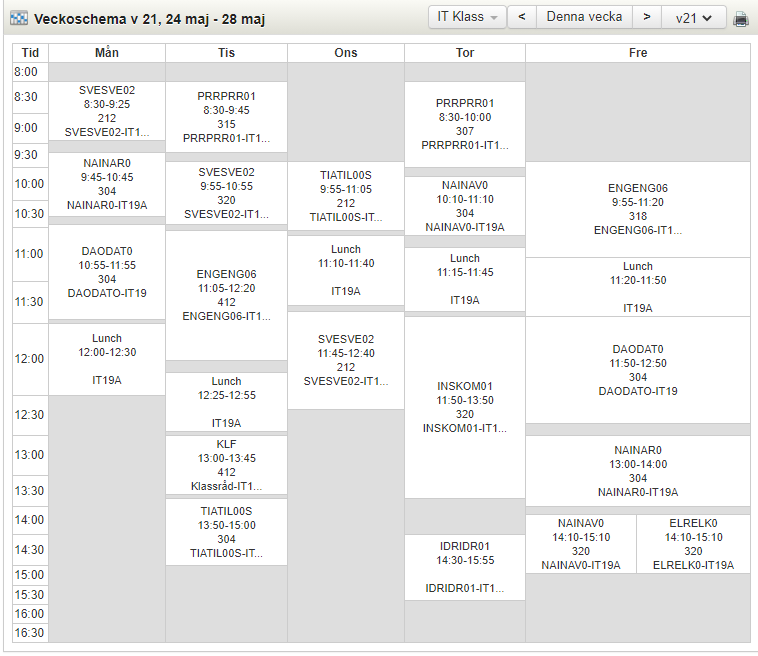 Veckoschema v 21, 24 maj - 28 maj
IT Klass
<
Denna vecka
>
v21
Tid
Mån
Tis
Ons
Tor
Fre
8:00
8:30
9:00
9:30
10:00
10:30
11:00
11:30
12:00
12:30
13:00
13:30
14:00
14:30
15:00
15:30
16:00
16:30
SVESVE02
8:30-9:25
212
SVESVE02-IT1...
NAINAR0
9:45-10:45
304
NAINAR0-IT19A
DAODAT0
10:55-11:55
304
DAODATO-IT19
Lunch
12:00-12:30
IT19A
PRRPRR01
8:30-9:45
315
PRRPRR01-IT1...
SVESVE02
9:55-10:55
320
SVESVE02-IT1...
ENGENG06
11:05-12:20
412
ENGENG06-IT1...
Lunch
12:25-12:55
IT19A
KLF
13:00-13:45
412
Klassråd-IT1...
TIATIL00S
13:50-15:00
304
TIATIL00S-IT...
TIATIL00S
9:55-11:05
212
TIATIL00S-IT...
Lunch
11:10-11:40
IT19A
SVESVE02
11:45-12:40
212
SVESVE02-IT1...
PRRPRR01
8:30-10:00
307
PRRPRR01-IT1...
NAINAV0
10:10-11:10
304
NAINAV0-IT19A
Lunch
11:15-11:45
IT19A
INSKOM01
11:50-13:50
320
INSKOM01-IT1...
IDRIDR01
14:30-15:55
IDRIDR01-IT1...
ENGENG06
9:55-11:20
318
ENGENG06-IT1...
Lunch
11:20-11:50
IT19A
DAODAT0
11:50-12:50
304
DAODATO-IT19
NAINAR0
13:00-14:00
304
NAINAR0-IT19A
NAINAV0
14:10-15:10
320
NAINAV0-IT19A
ELRELK0
14:10-15:10
320
ELRELK0-IT19A